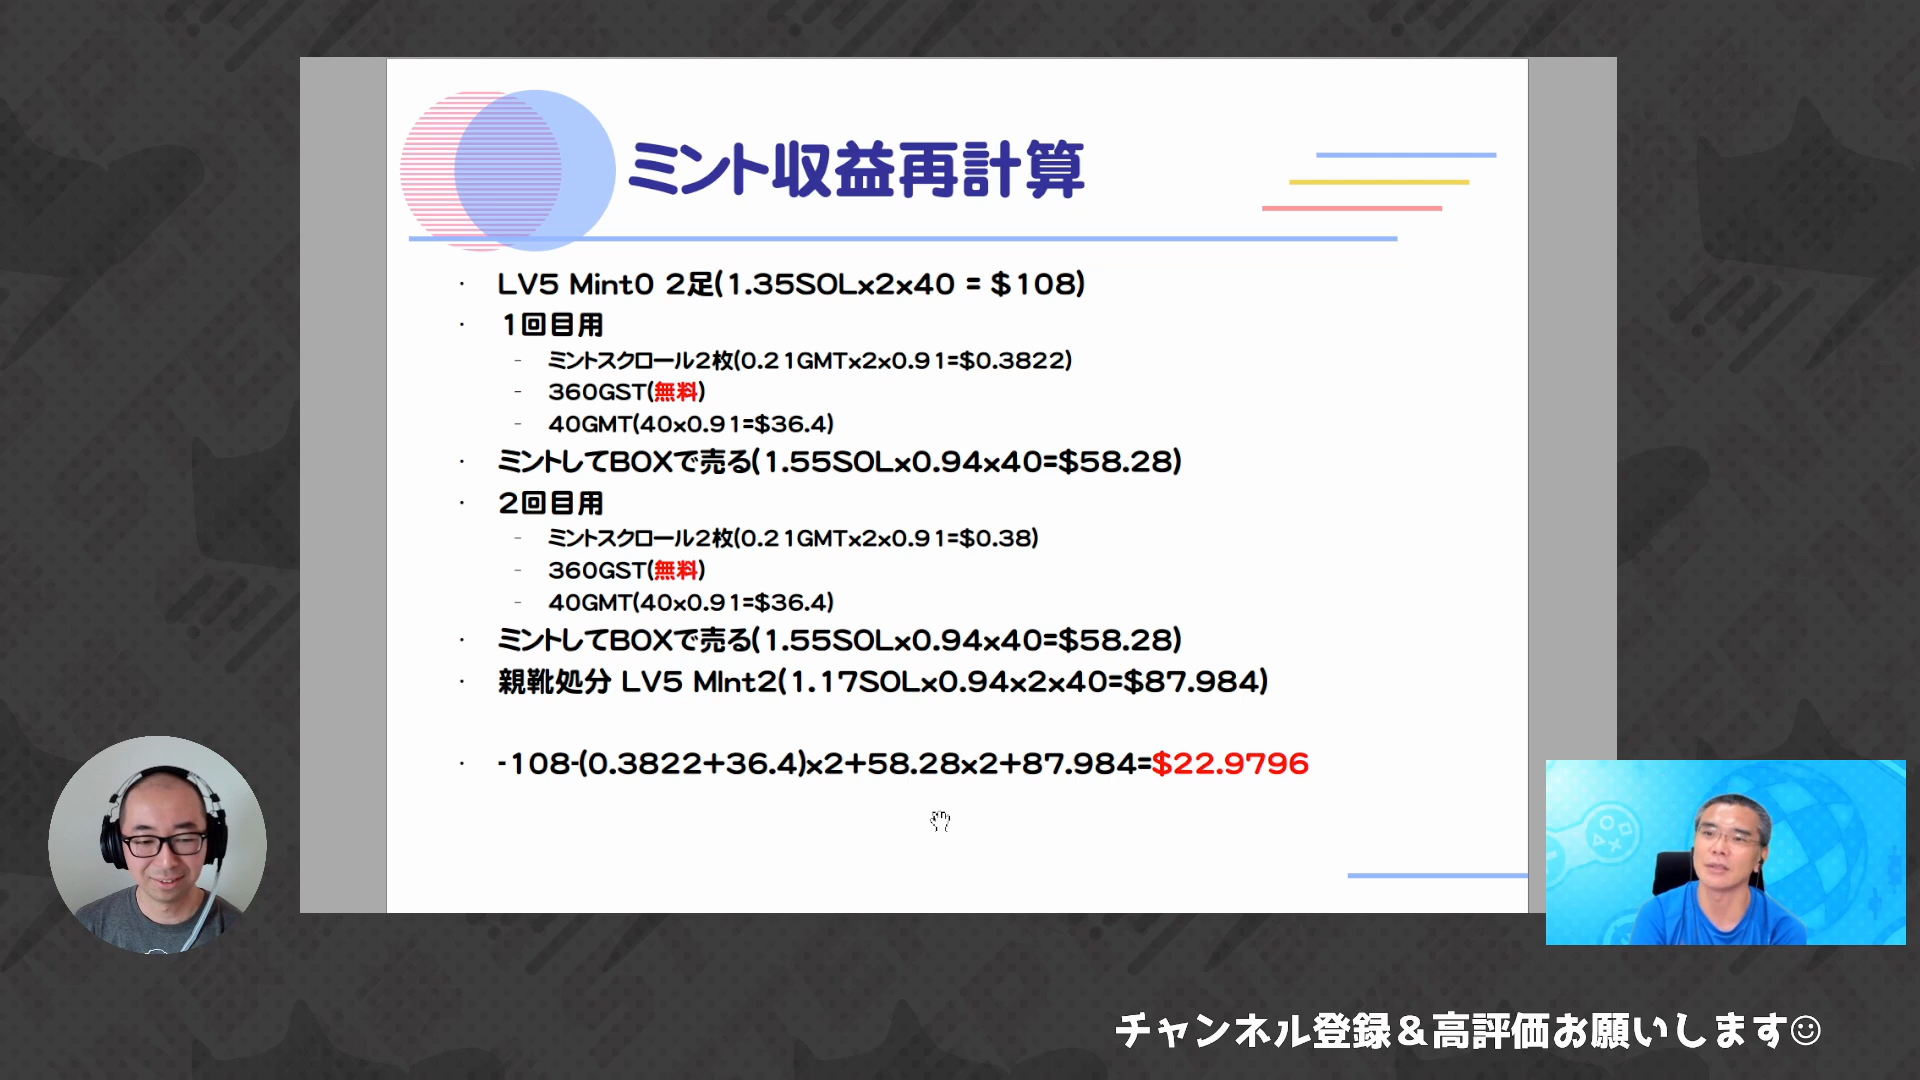 ミント収益再計算
・ LV5 Mint0 2足(1.35SOLx2x40 = $108)
・ 1回目用
– ミントスクロール2枚(0.21GMTx2x0.91=$0.3822)
– 360GST(無料)
– 40GMT(40x0.91=$36.4)
・ ミントしてBOXで売る(1.55SOLx0.94x40=$58.28)
・ 2回目用
– ミントスクロール2枚(0.21GMTx2x0.91=$0.38)
– 360GST(無料)
– 40GMT(40x0.91=$36.4)
・ ミントしてBOXで売る(1.55SOLx0.94x40=$58.28)
・ 親靴処分 LV5 MInt2(1.17SOLx0.94x2x40=$87.984)
・ -108-(0.3822+36.4)x2+58.28x2+87.984=$22.9796
チャンネル登録&高評価お願いします☺